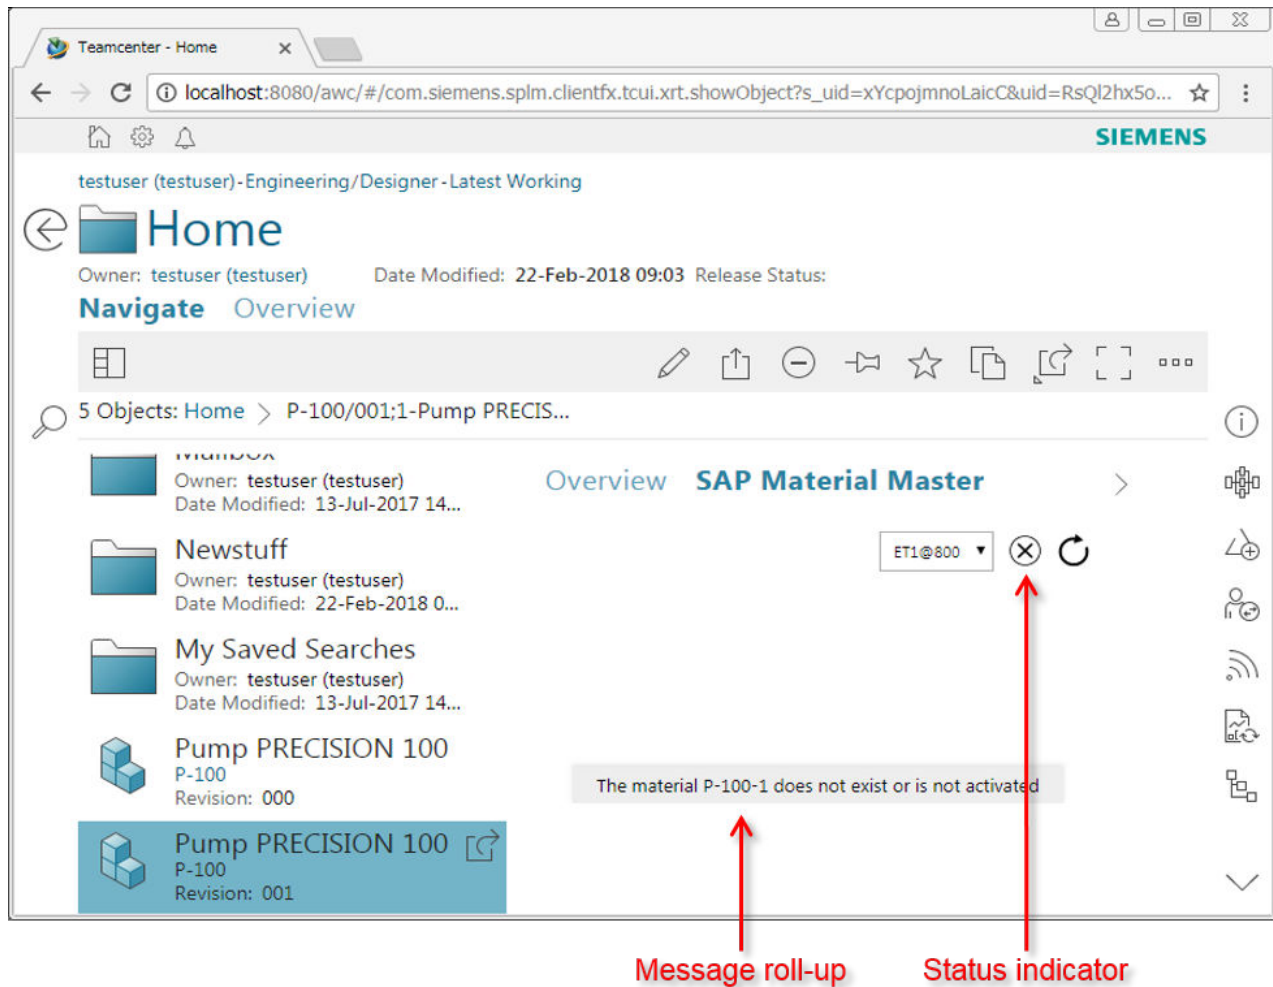 Teamcenter - Home
localhost:8080/awc/#/com.siemens.splm.clientfx.tcui.xrt.showObject?s_uid=xYcpojmnoLaicC&uid=RsQl2hx5o...
SIEMENS
testuser (testuser)-Engineering/Designer-Latest Working
Home
Owner: testuser (testuser) Date Modified: 22-Feb-2018 09:03 Release Status:
Navigate Overview
5 Objects: Home > P-100/001;1-Pump PRECIS...
Mailbox
Owner: testuser (testuser)
Date Modified: 13-Jul-2017 14...
Overview SAP Material Master
ET1@800
Newstuff
Owner: testuser (testuser)
Date Modified: 22-Feb-2018 0...
My Saved Searches
Owner: testuser (testuser)
Date Modified: 13-Jul-2017 14...
Pump PRECISION 100
P-100
Revision: 000
The material P-100-1 does not exist or is not activated
Pump PRECISION 100
P-100
Revision: 001
Message roll-up Status indicator